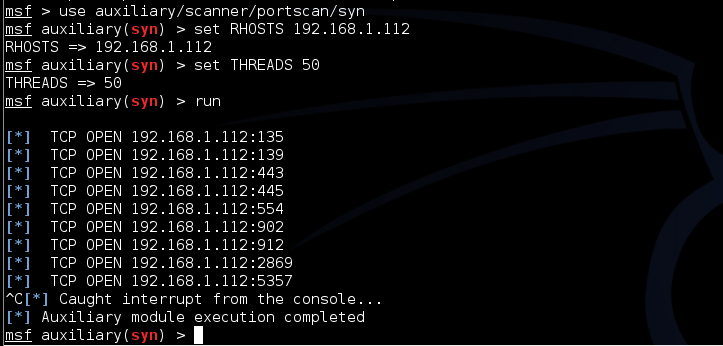 msf > use auxiliary/scanner/portscan/syn
msf auxiliary(syn) > set RHOSTS 192.168.1.112
RHOSTS => 192.168.1.112
msf auxiliary(syn) > set THREADS 50
THREADS => 50
msf auxiliary(syn) > run
[*]  TCP OPEN 192.168.1.112:135
[*]  TCP OPEN 192.168.1.112:139
[*]  TCP OPEN 192.168.1.112:443
[*]  TCP OPEN 192.168.1.112:445
[*]  TCP OPEN 192.168.1.112:554
[*]  TCP OPEN 192.168.1.112:902
[*]  TCP OPEN 192.168.1.112:912
[*]  TCP OPEN 192.168.1.112:2869
[*]  TCP OPEN 192.168.1.112:5357
^C[*] Caught interrupt from the console...
[*] Auxiliary module execution completed
msf auxiliary(syn) >